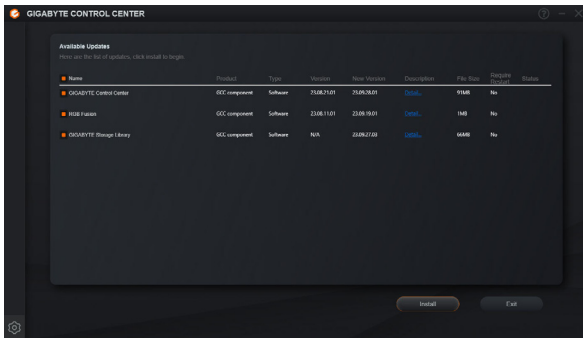 GIGABYTE CONTROL CENTER
Available Updates
Here are the list of updates, click install to begin.
Name Product Type Version New Version Description File Size Require Restart Status
GIGABYTE Control Center GCC component Software 23.08.21.01 23.09.28.01 Detail... 91MB No
RGB Fusion GCC component Software 23.08.11.01 23.09.19.01 Detail... 1MB No
GIGABYTE Storage Library GCC component Software N/A 23.09.27.03 Detail... 66MB No
Install Exit